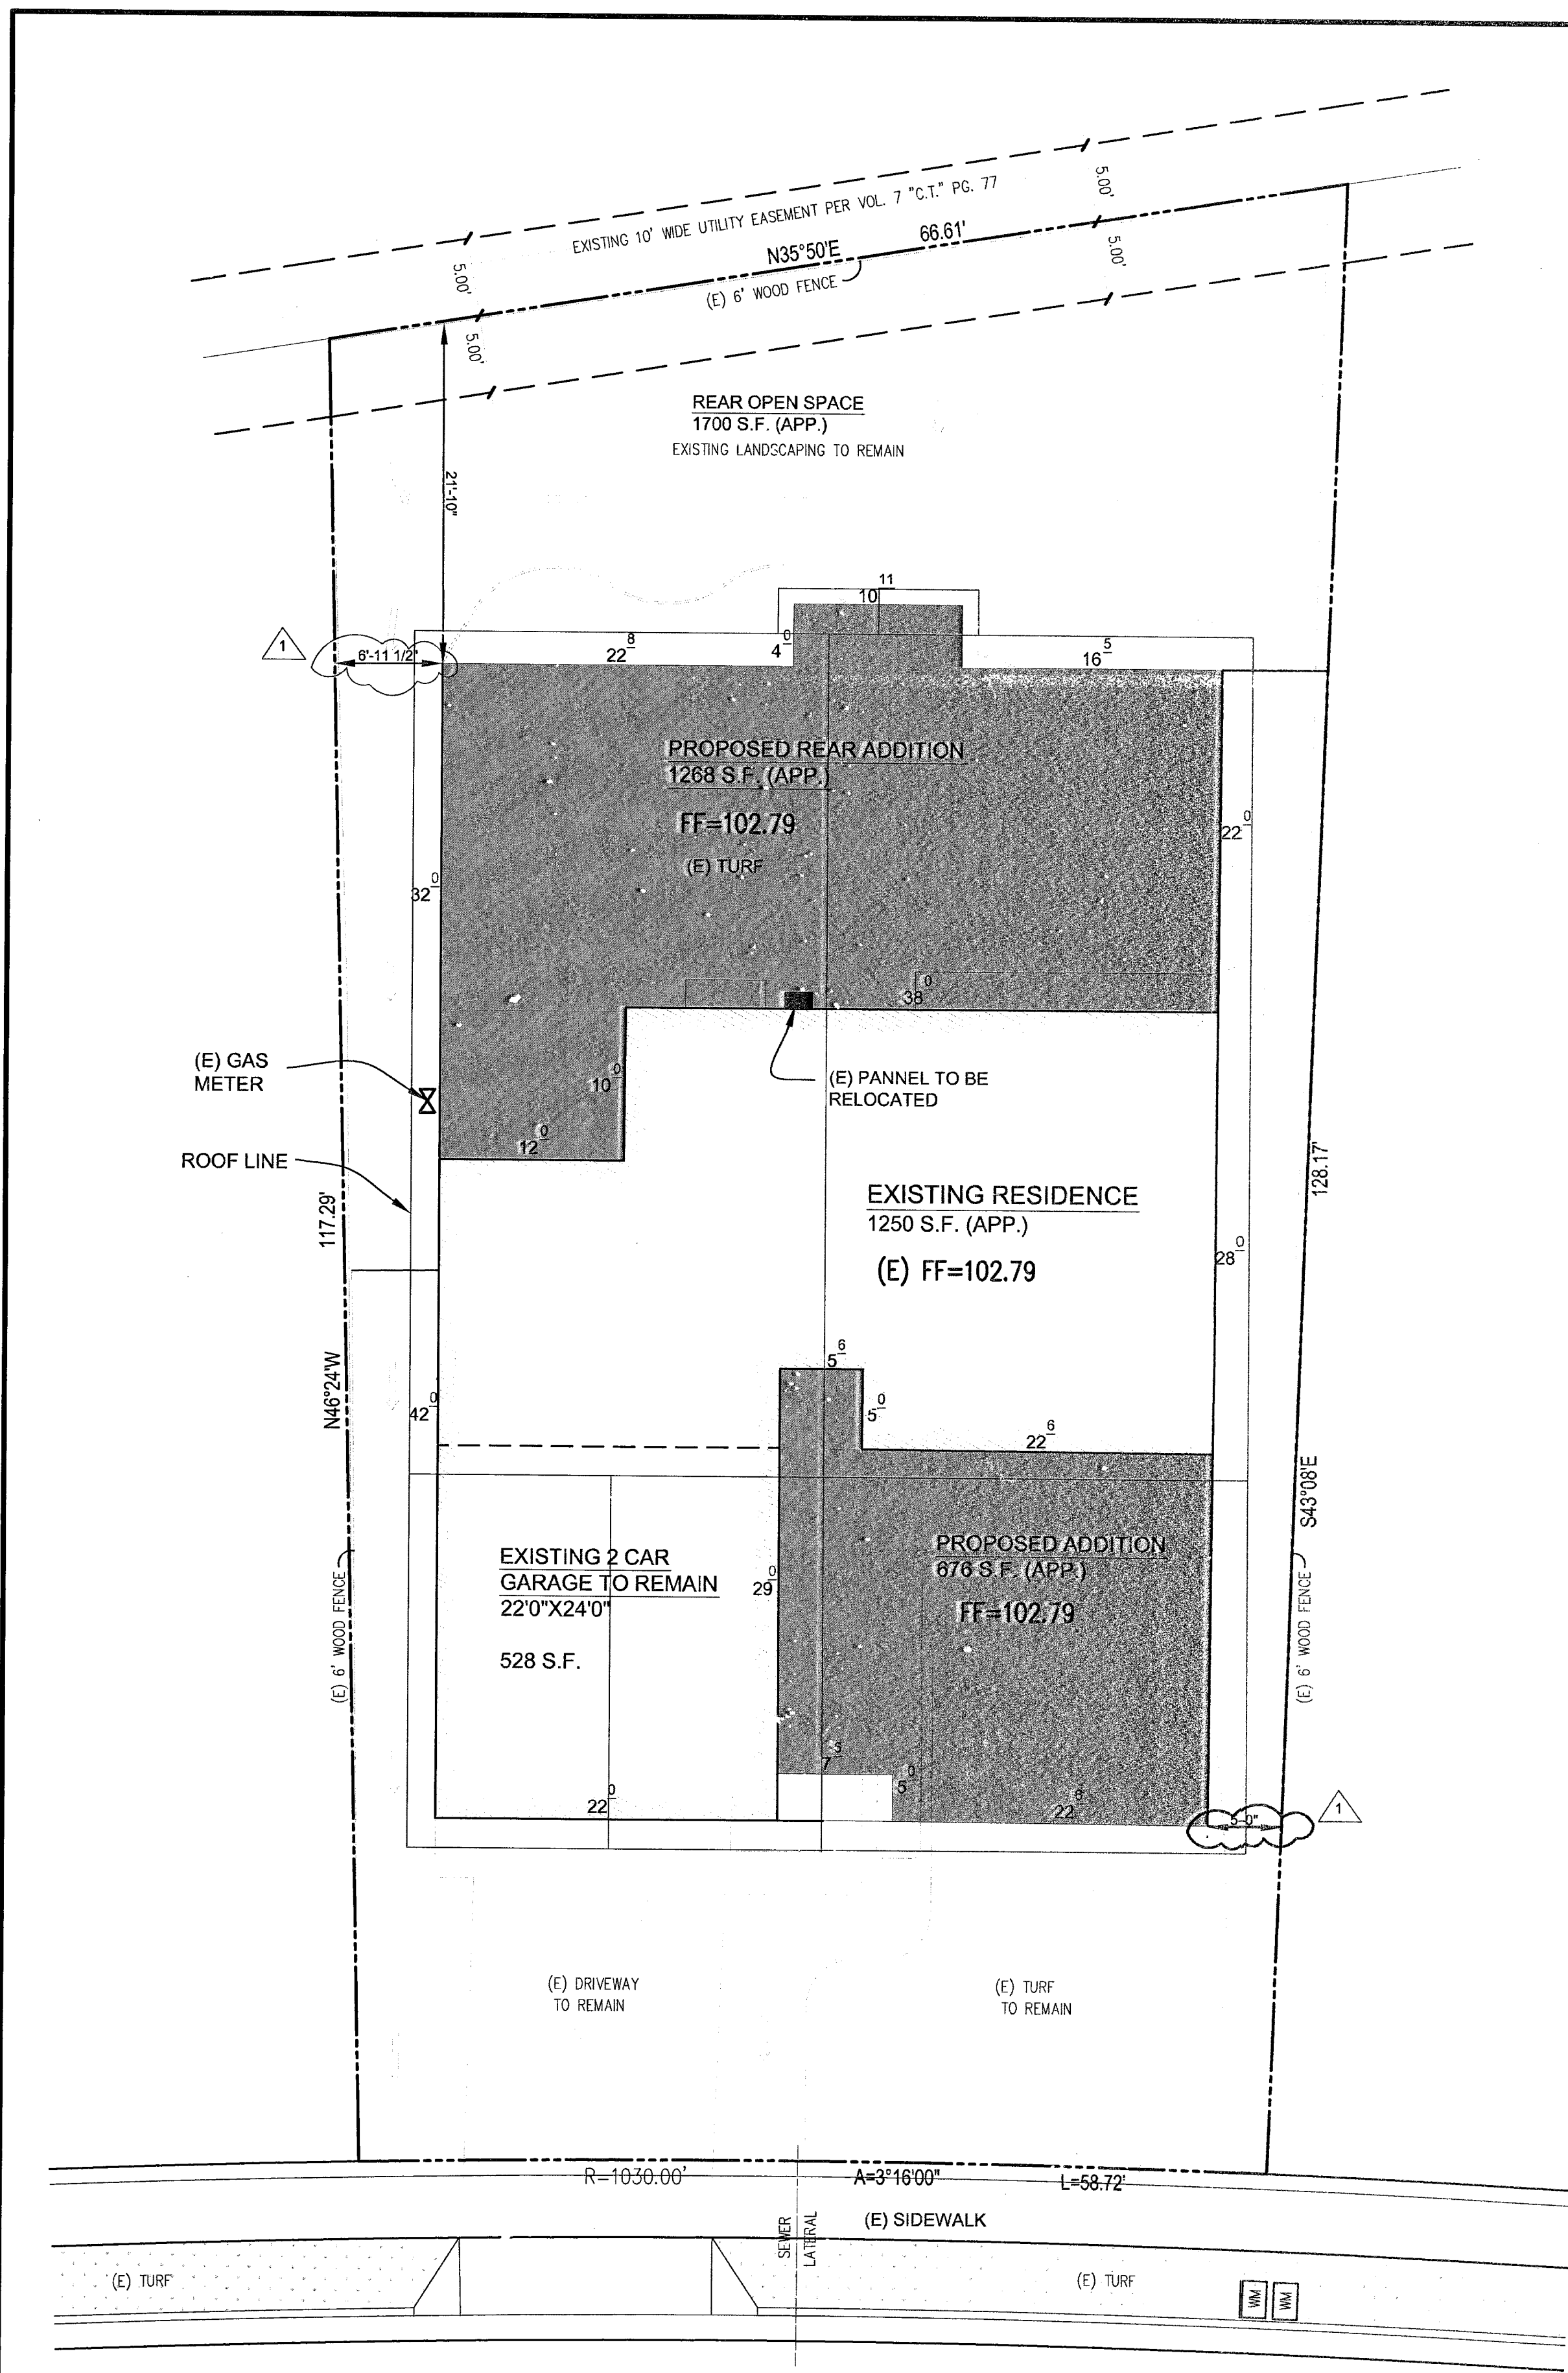 EXISTING 10' WIDE UTILITY EASEMENT PER VOL. 7 "C.T." PG. 77
5.00'
5.00'
N35°50'E
66.61'
(E) 6' WOOD FENCE
5.00'
5.00'
REAR OPEN SPACE
1700 S.F. (APP.)
EXISTING LANDSCAPING TO REMAIN
21'-10"
10 11
1
6'-11 1/2"
22 8
4 0
16 5
PROPOSED REAR ADDITION
1268 S.F. (APP.)
FF=102.79
(E) TURF
22 0
32 0
38 0
(E) GAS
METER
10 0
(E) PANNEL TO BE
RELOCATED
12 0
ROOF LINE
117.29'
128.17'
EXISTING RESIDENCE
1250 S.F. (APP.)
(E) FF=102.79
28 0
N46°24'W
5 6
42 0
5 0
22 6
S43°08'E
EXISTING 2 CAR
GARAGE TO REMAIN
22'0"X24'0"
528 S.F.
29 0
PROPOSED ADDITION
676 S.F. (APP.)
FF=102.79
(E) 6' WOOD FENCE
(E) 6' WOOD FENCE
7 6
5 0
22 0
22 6
5-0"
1
(E) DRIVEWAY
TO REMAIN
(E) TURF
TO REMAIN
R=1030.00'
A=3°16'00"
L=58.72'
SEWER
LATERAL
(E) SIDEWALK
(E) TURF
(E) TURF
WM
WM